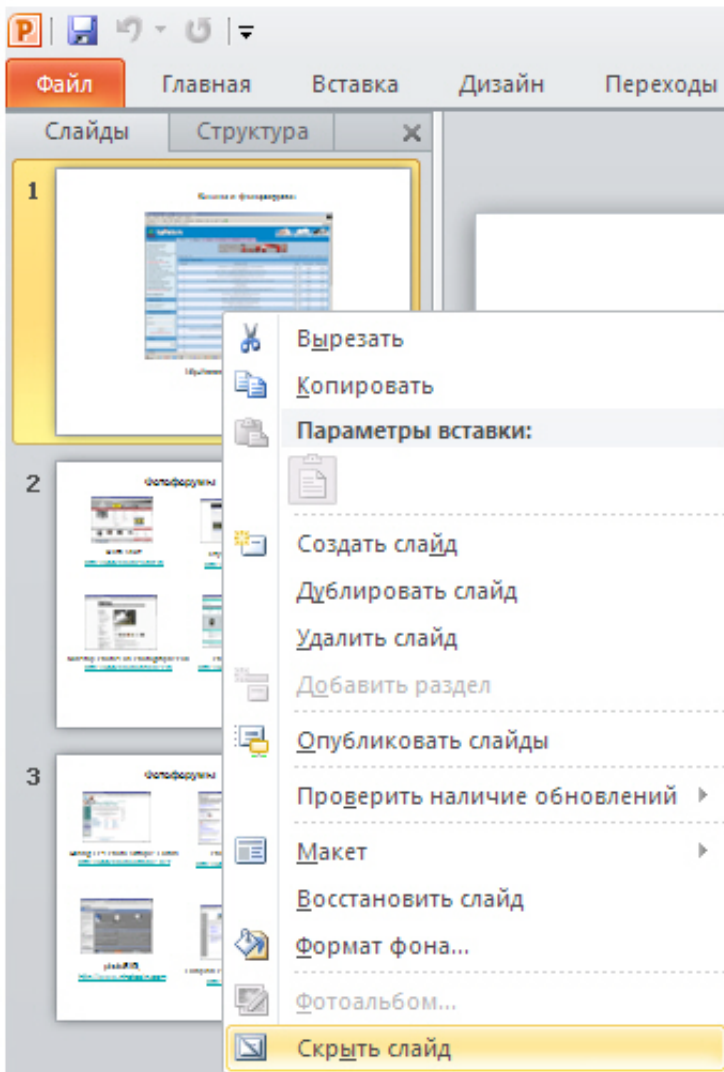 Файл Главная Вставка Дизайн Переходы
Слайды Структура
1
Вырезать
Копировать
Параметры вставки:
2
Фотофорумы
Создать слайд
Дублировать слайд
Удалить слайд
Добавить раздел
Опубликовать слайды
3
Фотофорумы
Проверить наличие обновлений
Макет
Восстановить слайд
Формат фона...
Фотоальбом...
Скрыть слайд